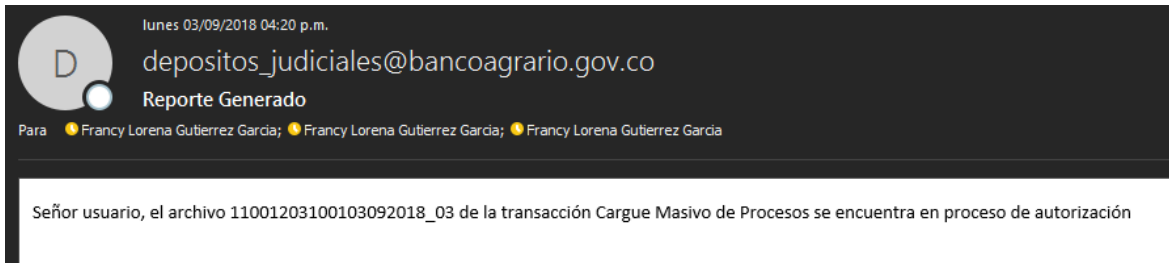 lunes 03/09/2018 04:20 p.m.
D
depositos_judiciales@bancoagrario.gov.co
Reporte Generado
Para Francy Lorena Gutierrez Garcia; Francy Lorena Gutierrez Garcia; Francy Lorena Gutierrez Garcia
Señor usuario, el archivo 11001203100103092018_03 de la transacción Cargue Masivo de Procesos se encuentra en proceso de autorización